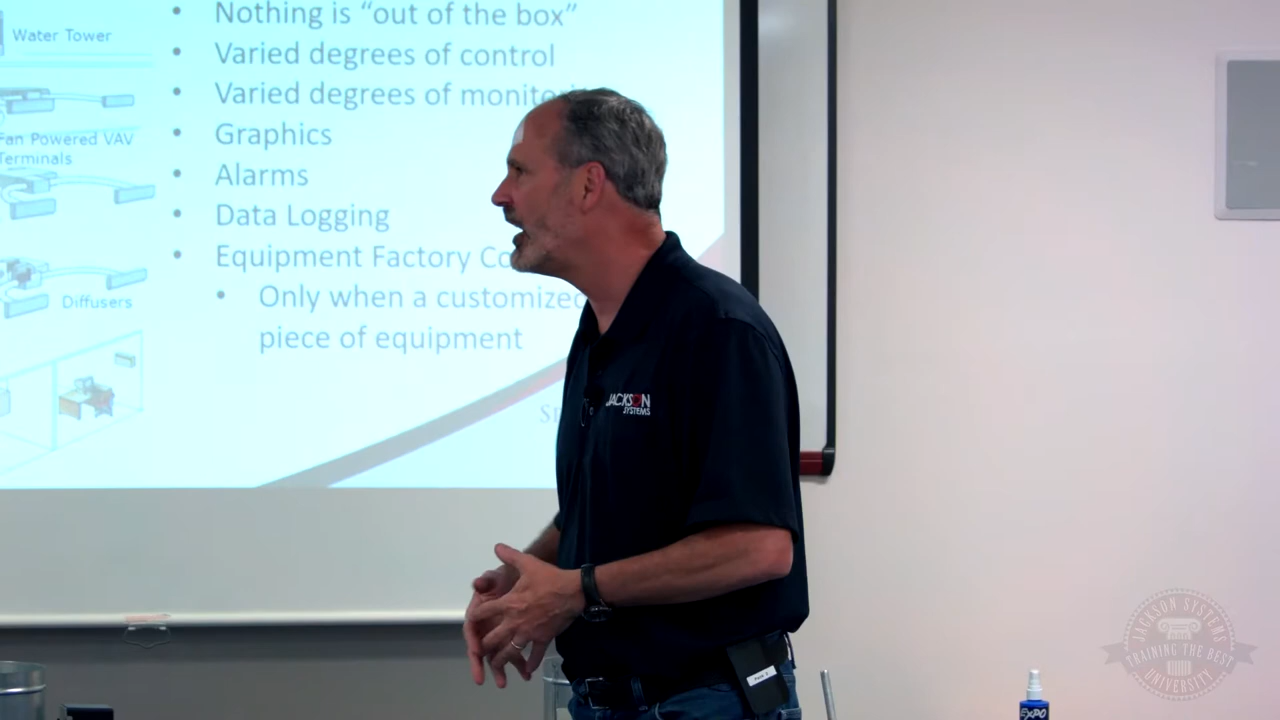 Water Tower
Fan Powered VAV
Terminals
Diffusers
• Nothing is “out of the box”
• Varied degrees of control
• Varied degrees of
• Graphics
• Alarms
• Data Logging
• Equipment Factory
• Only when a customized
piece of equipment
JACKSON
SYSTEMS
EXPO
JACKSON SYSTEMS
TRAINING THE BEST
UNIVERSITY